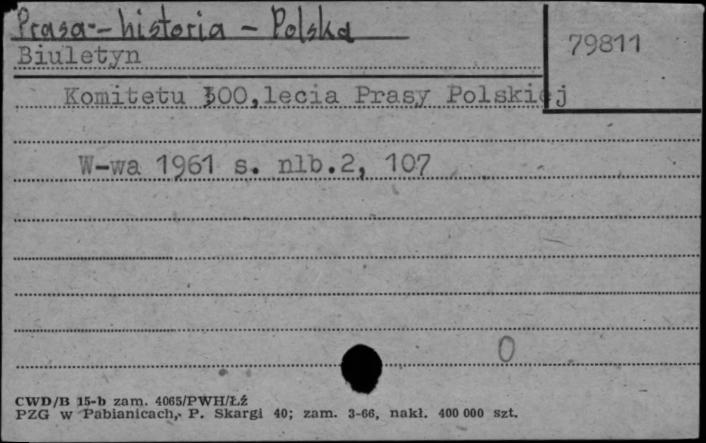 Prasa - historia - Polska
79811
Biuletyn
Komitetu 300,lecia Prasy Polskiej
W-wa 1961 s. nlb.2, 107
0
CWD/B 15-b zam. 4065/PWH/Łź
PZG w Pabianicach, P. Skargi 40; zam. 3-66, nakł. 400 000 szt.